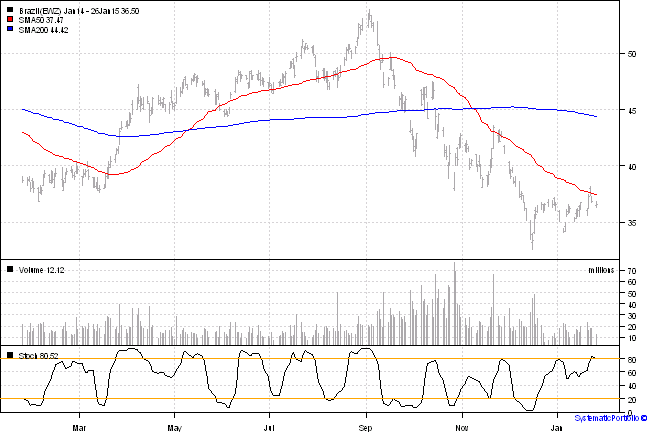 Brazil(EWZ) Jan14 - 26Jan15 36.50
SMA50 37.47
SMA200 44.42
50
45
40
35
Volume 12.12
millions
70
60
50
40
30
20
10
Stoch 80.52
80
60
40
20
0
Mar
May
Jul
Sep
Nov
Jan
SystematicPortfolio ©